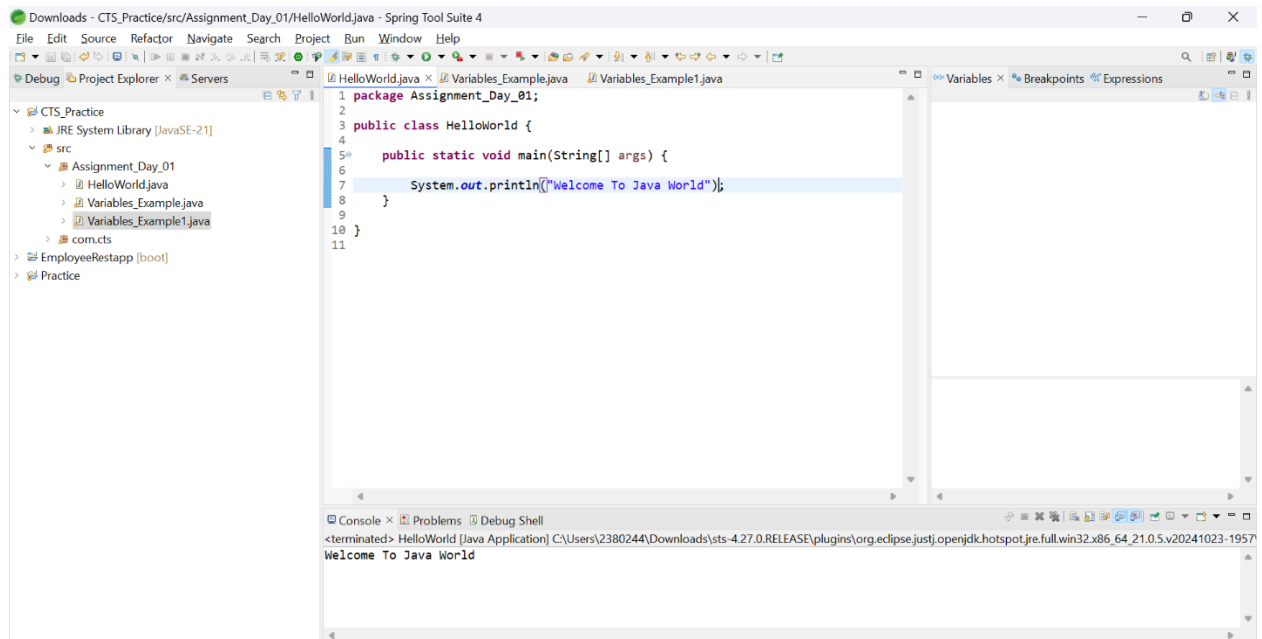 Downloads - CTS_Practice/src/Assignment_Day_01/HelloWorld.java - Spring Tool Suite 4
File Edit Source Refactor Navigate Search Project Run Window Help
Debug Project Explorer × Servers
CTS_Practice
JRE System Library [JavaSE-21]
src
Assignment_Day_01
HelloWorld.java
Variables_Example.java
Variables_Example1.java
com.cts
EmployeeRestapp [boot]
Practice
HelloWorld.java × Variables_Example.java Variables_Example1.java
1 package Assignment_Day_01;
2
3 public class HelloWorld {
4
5 public static void main(String[] args) {
6
7 System.out.println("Welcome To Java World");
8 }
9
10 }
11
Variables × Breakpoints Expressions
Console × Problems Debug Shell
<terminated> HelloWorld [Java Application] C:\Users\2380244\Downloads\sts-4.27.0.RELEASE\plugins\org.eclipse.justj.openjdk.hotspot.jre.full.win32.x86_64_21.0.5.v20241023-1957\
Welcome To Java World